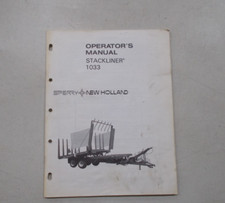 OPERATOR'S
MANUAL
STACKLINER®
1033
SPERRY NEW HOLLAND